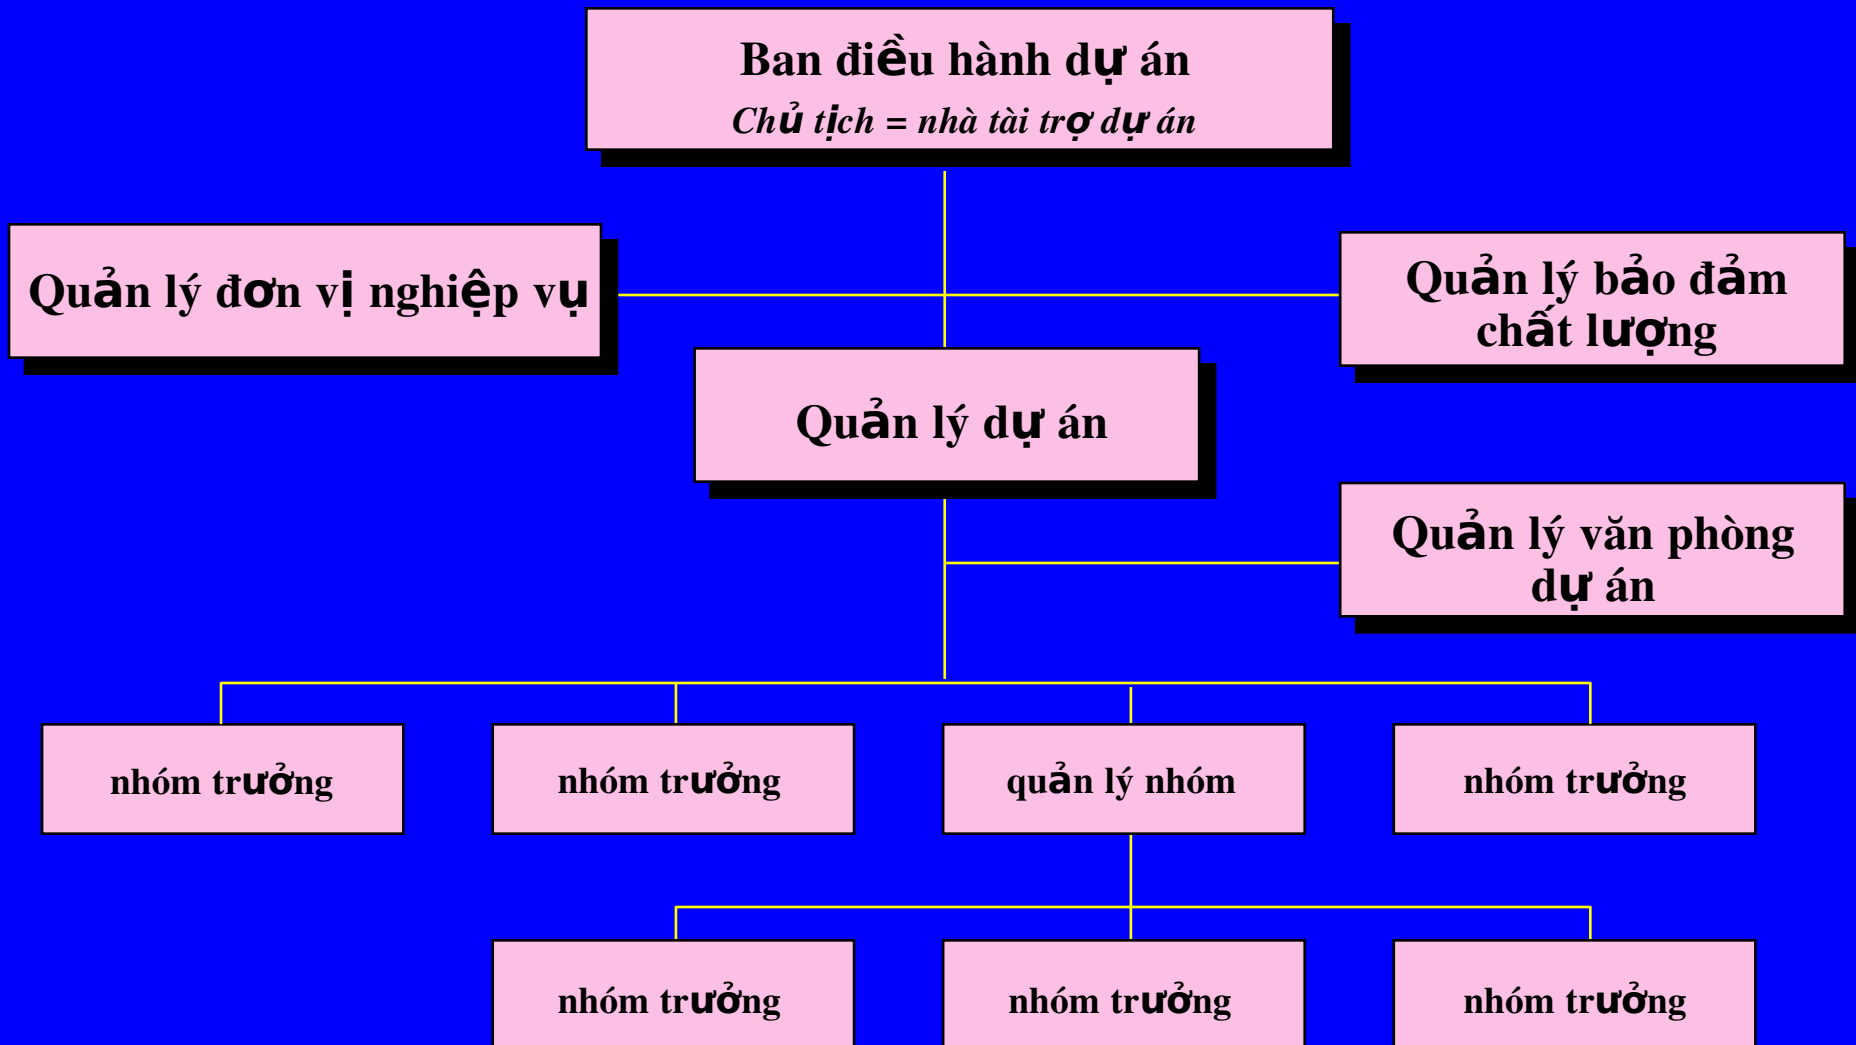 Ban điều hành dự án
Chủ tịch = nhà tài trợ dự án
Quản lý đơn vị nghiệp vụ
Quản lý bảo đảm
chất lượng
Quản lý dự án
Quản lý văn phòng
dự án
nhóm trưởng
nhóm trưởng
quản lý nhóm
nhóm trưởng
nhóm trưởng
nhóm trưởng
nhóm trưởng